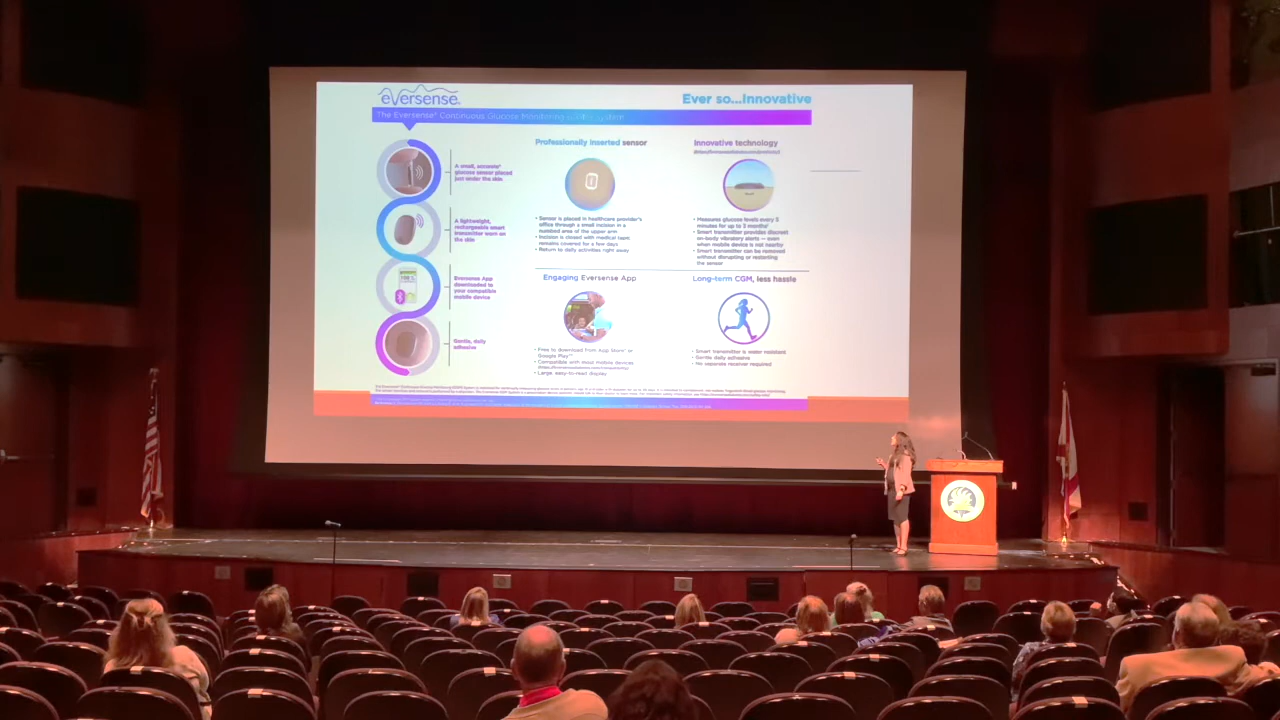 eversense
Ever so...Innovative
The Eversense® Continuous Glucose Monitoring System
A small, accurate
glucose sensor placed
just under the skin
A lightweight,
rechargeable smart
transmitter worn on
the skin
Eversense App
downloaded to
your compatible
mobile device
Gentle, daily
adhesive
Professionally inserted sensor
• Sensor is placed in healthcare provider's
office through a small incision in a
numbed area of the upper arm
• Incision is closed with medical tape;
remains covered for a few days
• Return to daily activities right away
Innovative technology
• Measures glucose levels every 5
minutes for up to 3 months
• Smart transmitter provides discreet
on-body vibratory alerts — even
when mobile device is not nearby
• Smart transmitter can be removed
without disrupting or restarting
the sensor
Engaging Eversense App
• Free to download from App Store or
Google Play™
• Compatible with most mobile devices
• Large, easy-to-read display
Long-term CGM, less hassle
• Smart transmitter is water resistant
• Gentle daily adhesive
• No separate receiver required